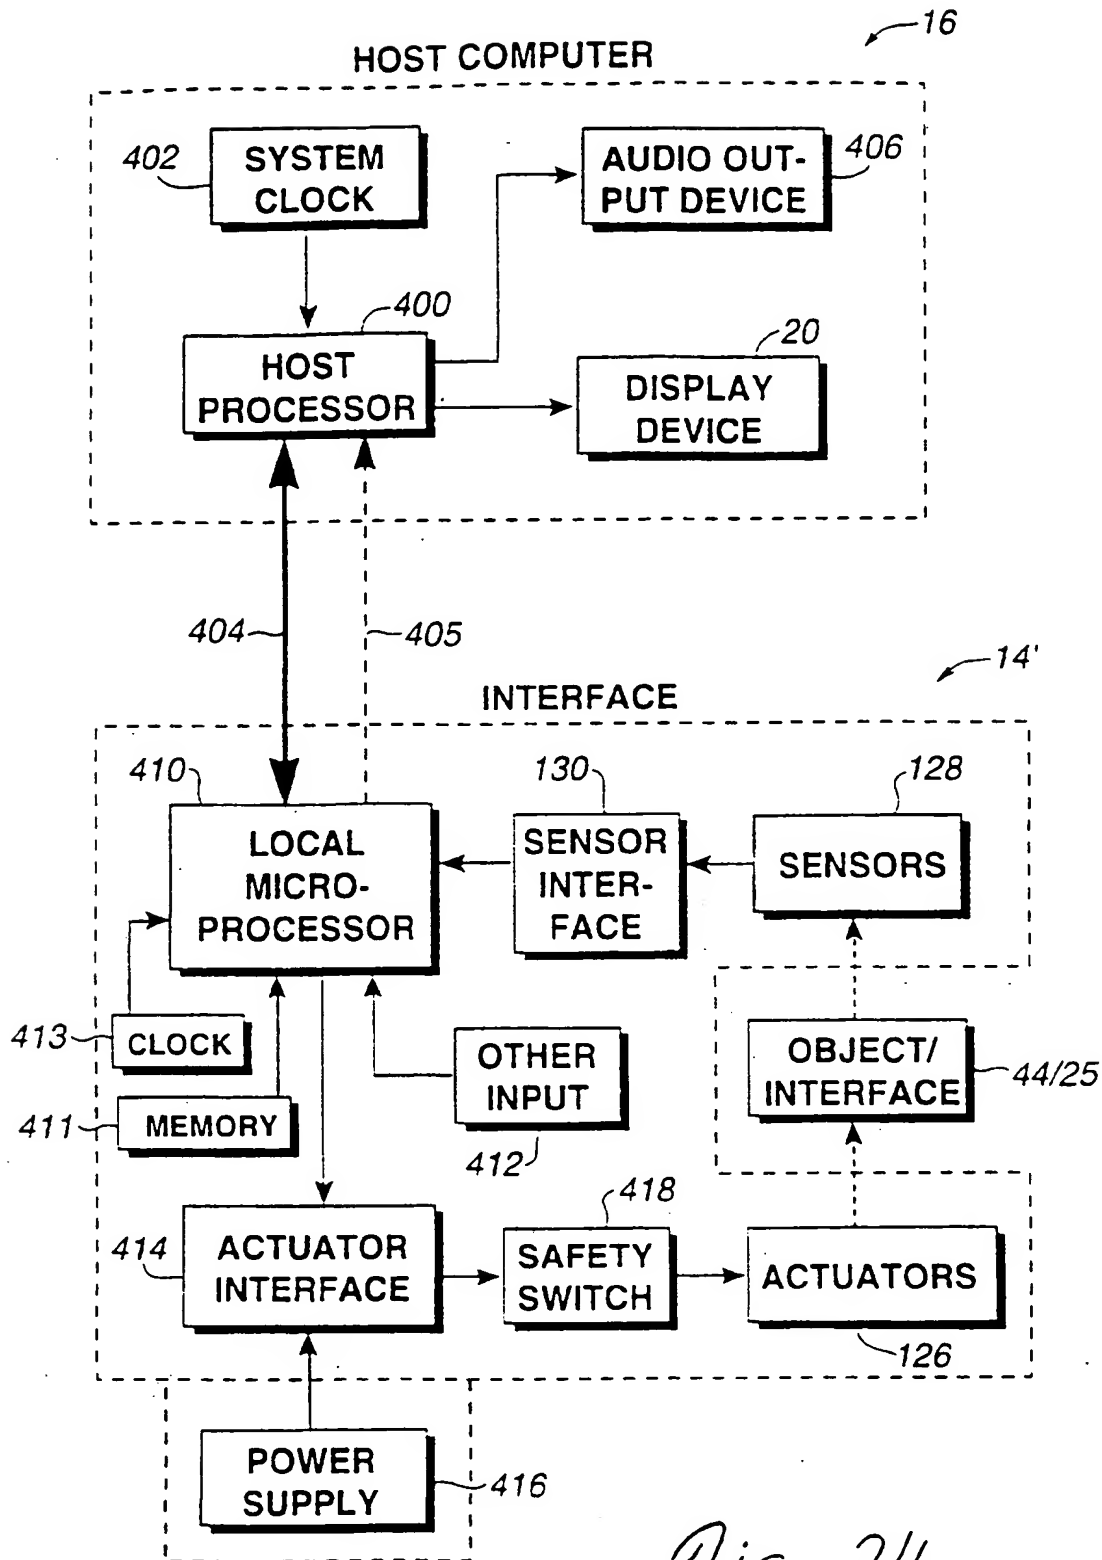 16
HOST COMPUTER
402
SYSTEM
CLOCK
AUDIO OUT-
PUT DEVICE
406
400
HOST
PROCESSOR
20
DISPLAY
DEVICE
404
405
14'
INTERFACE
410
LOCAL
MICRO-
PROCESSOR
130
SENSOR
INTER-
FACE
128
SENSORS
413
CLOCK
411
MEMORY
OTHER
INPUT
412
OBJECT/
INTERFACE
44/25
414
ACTUATOR
INTERFACE
418
SAFETY
SWITCH
ACTUATORS
126
POWER
SUPPLY
416